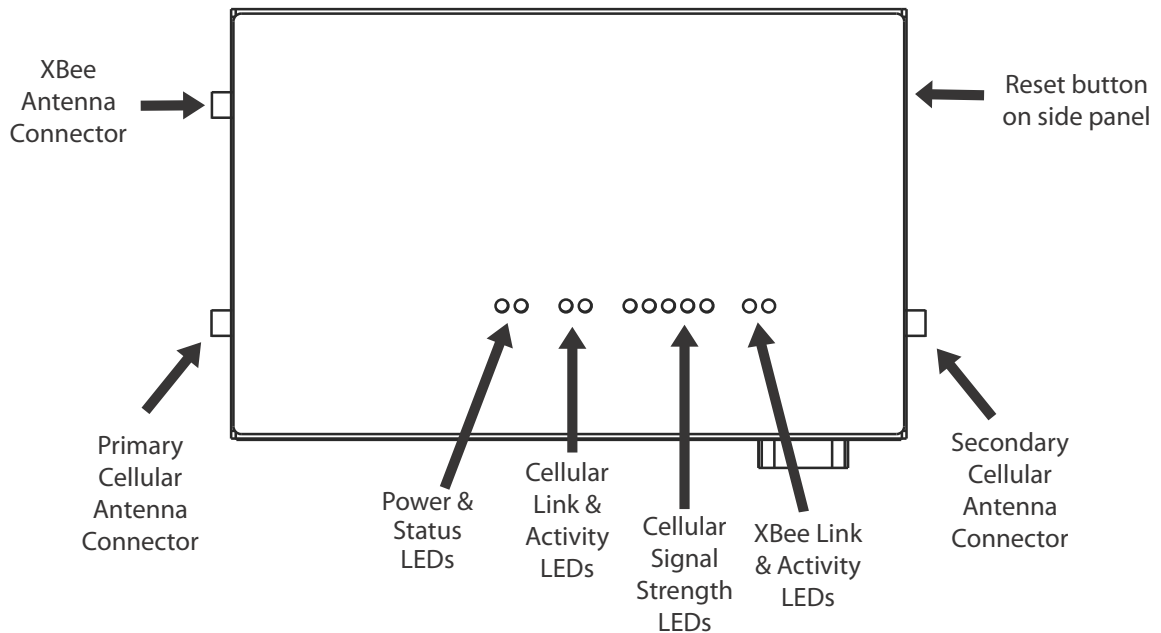 XBee
Antenna
Connector
Reset button
on side panel
Primary
Cellular
Antenna
Connector
Power &
Status
LEDs
Cellular
Link &
Activity
LEDs
Cellular
Signal
Strength
LEDs
XBee Link
& Activity
LEDs
Secondary
Cellular
Antenna
Connector